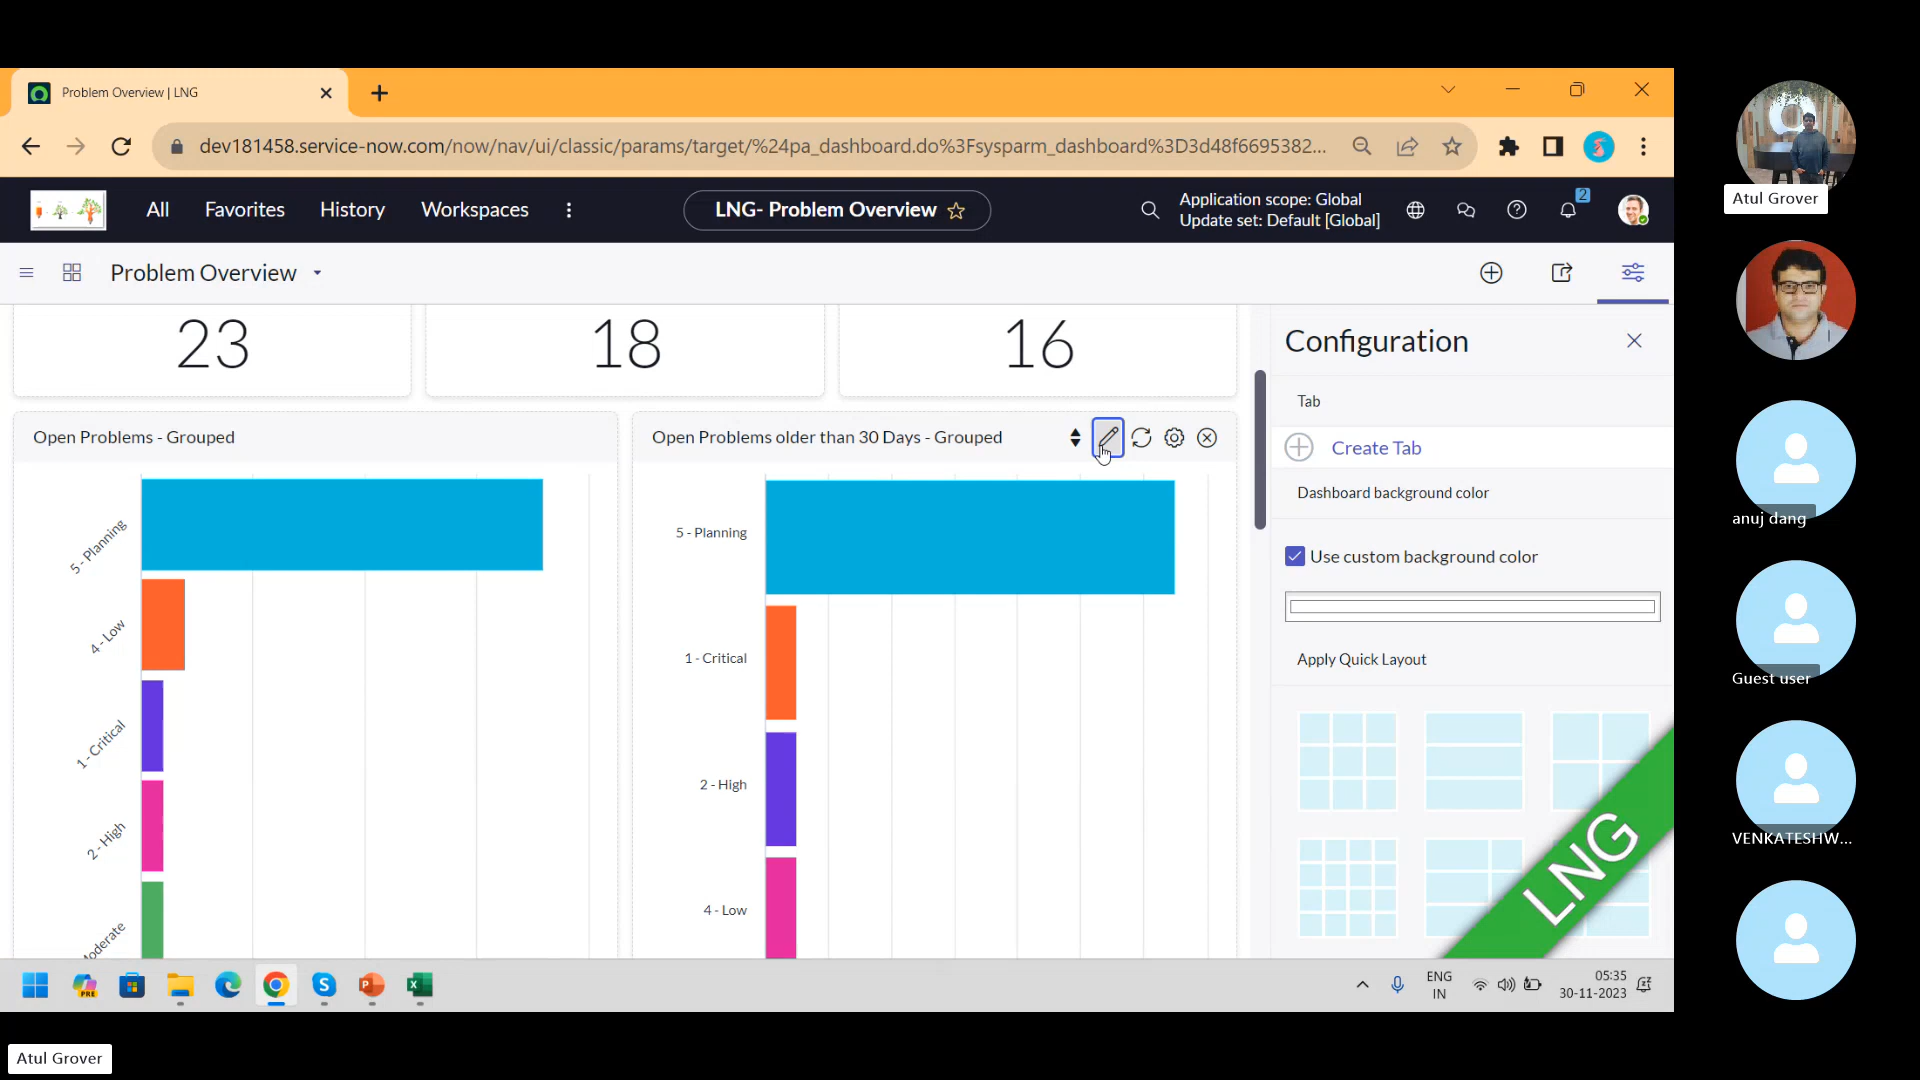 Problem Overview | LNG
dev181458.service-now.com/now/nav/ui/classic/params/target/%24pa_dashboard.do%3Fsysparm_dashboard%3D3d48f6695382...
All
Favorites
History
Workspaces
LNG- Problem Overview
Application scope: Global
Update set: Default [Global]
2
Problem Overview
23
18
16
Open Problems - Grouped
5 - Planning
4 - Low
1 - Critical
2 - High
Moderate
Open Problems older than 30 Days - Grouped
5 - Planning
1 - Critical
2 - High
4 - Low
Configuration
Tab
Create Tab
Dashboard background color
Use custom background color
Apply Quick Layout
LNG
PRE
ENG
IN
05:35
30-11-2023
Atul Grover
anuj dang
Guest user
VENKATESHW...
Atul Grover